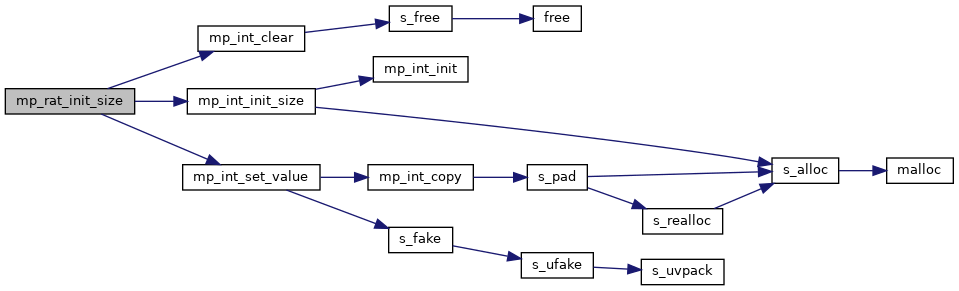 s_free
free
mp_int_clear
mp_int_init
mp_rat_init_size
mp_int_init_size
s_alloc
malloc
mp_int_set_value
mp_int_copy
s_pad
s_realloc
s_fake
s_ufake
s_uvpack